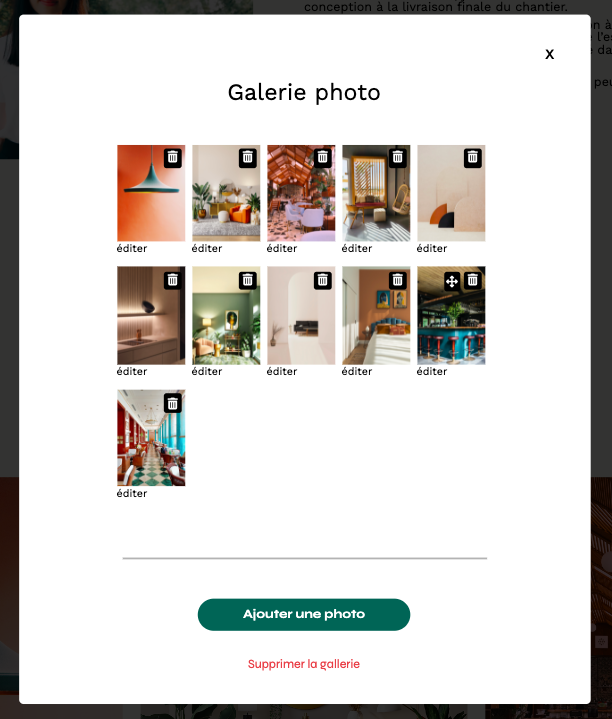 conception à la livraison finale du chantier.
x
Galerie photo
éditer éditer éditer éditer éditer
éditer éditer éditer éditer éditer
éditer
Ajouter une photo
Supprimer la gallerie